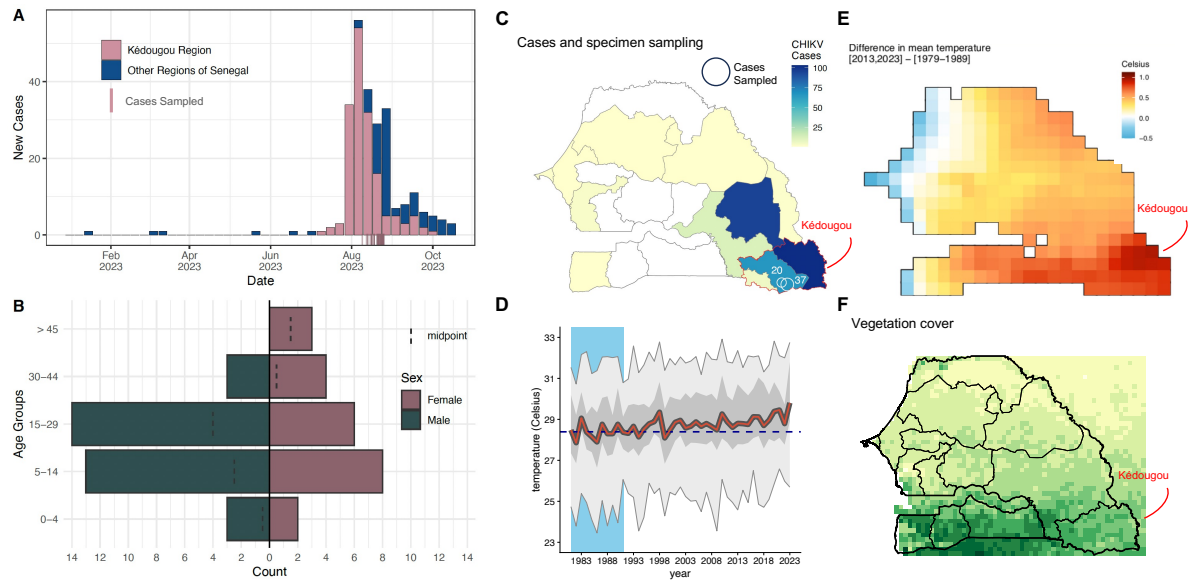 A
New Cases
60
40
20
0
Kédougou Region
Other Regions of Senegal
Cases Sampled
Feb
2023
Apr
2023
Jun
2023
Aug
2023
Oct
2023
Date
B
Age Groups
> 45
30–44
15–29
5–14
0–4
midpoint
Sex
Female
Male
14 12 10 8 6 4 2 0 2 4 6 8 10 12 14
Count
C
Cases and specimen sampling
Cases
Sampled
CHIKV
Cases
100
75
50
25
20
37
Kédougou
D
temperature (Celsius)
33
31
29
27
25
23
1983 1988 1993 1998 2003 2008 2013 2018 2023
year
E
Difference in mean temperature
[2013,2023] – [1979–1989]
Celsius
1.0
0.5
0.0
−0.5
Kédougou
F
Vegetation cover
Kédougou